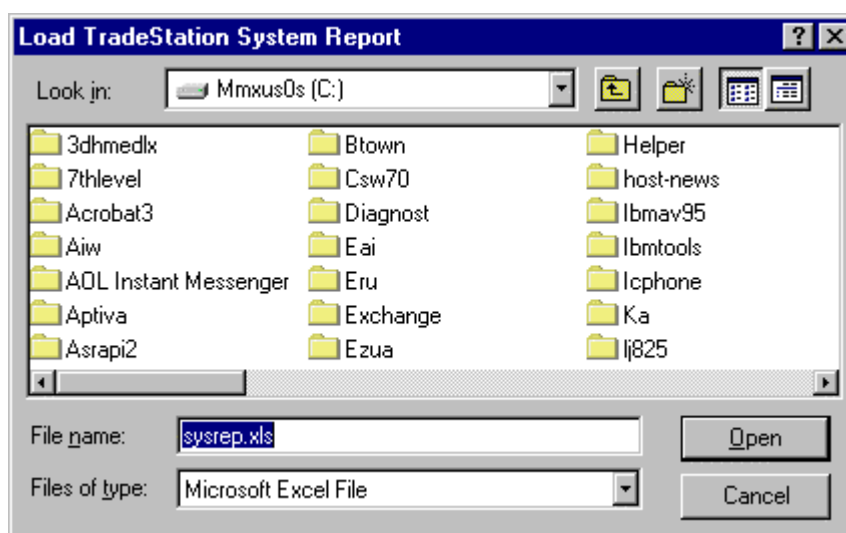 Load TradeStation System Report
Look in: Mmxus0s (C:)
3dhmedlx Btown Helper
7thlevel Csw70 host-news
Acrobat3 Diagnost Ibmav95
Aiw Eai Ibmtools
AOL Instant Messenger Eru Icphone
Aptiva Exchange Ka
Asrapi2 Ezua lj825
File name: sysrep.xls Open
Files of type: Microsoft Excel File Cancel